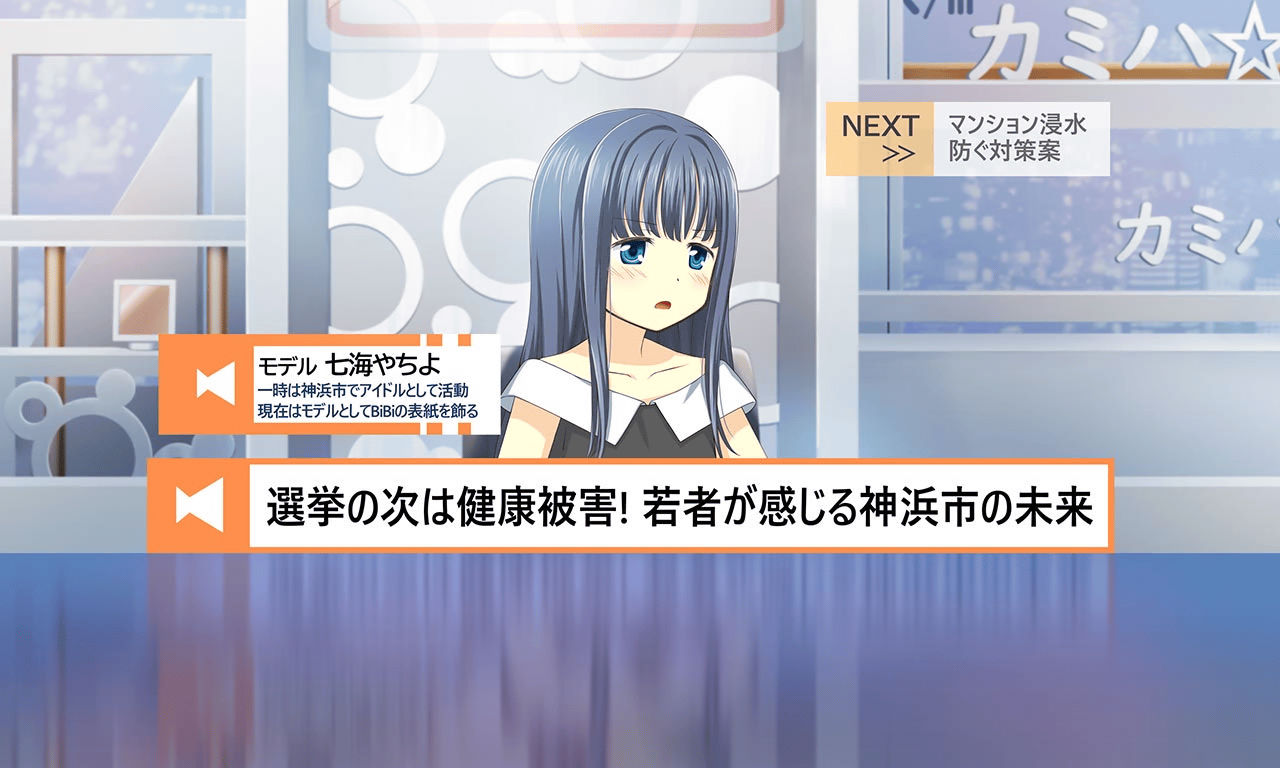 カミハ☆
NEXT
>>
マンション浸水
防ぐ対策案
カミハ
モデル 七海やちよ
一時は神浜市でアイドルとして活動
現在はモデルとしてBiBiの表紙を飾る
選挙の次は健康被害! 若者が感じる神浜市の未来